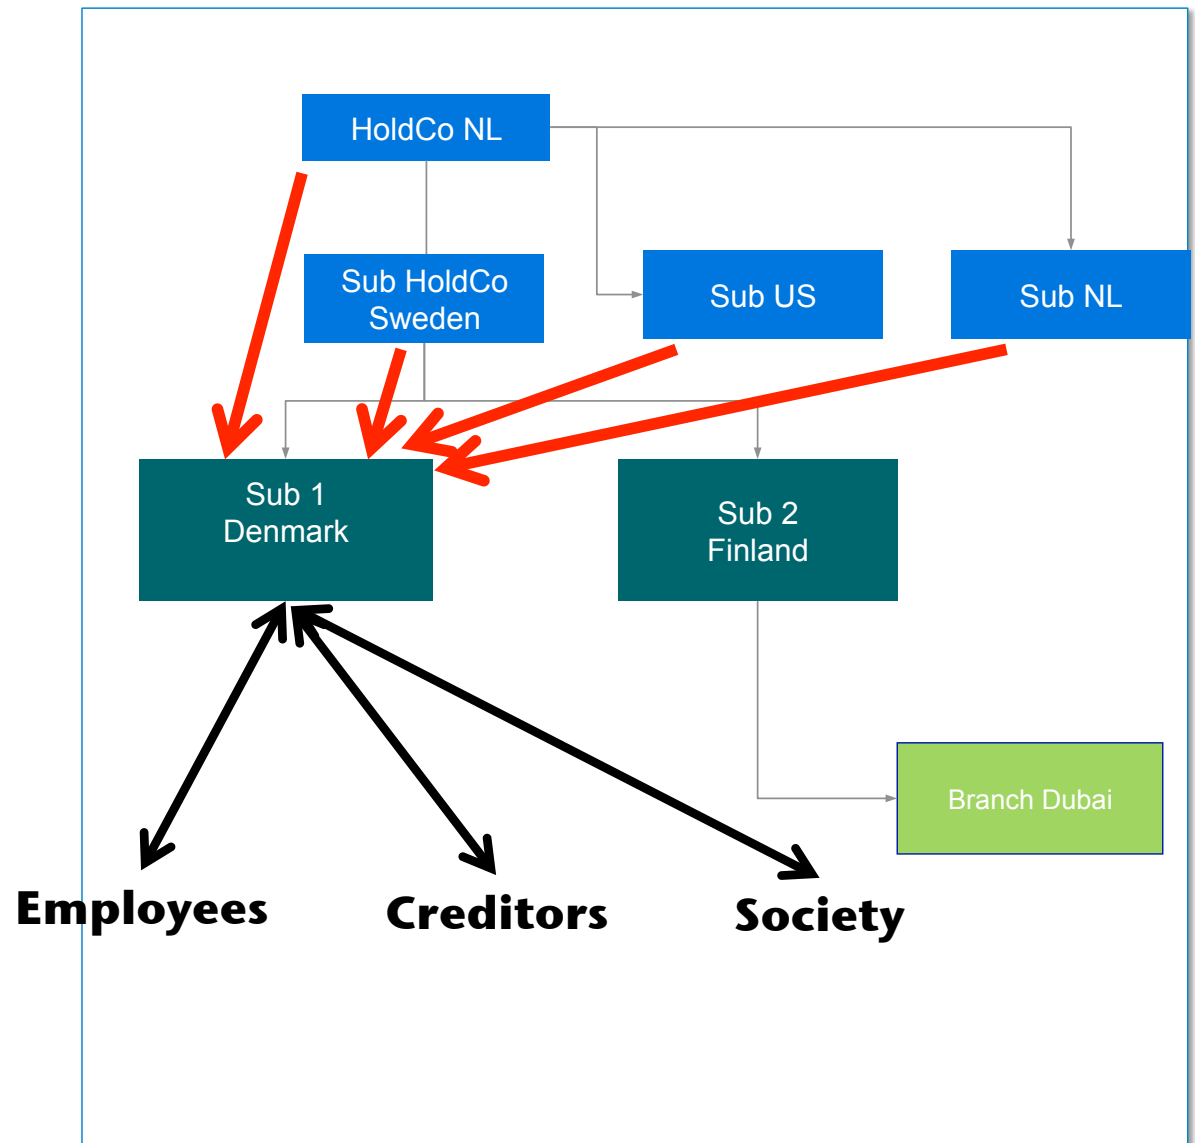 HoldCo NL
Sub HoldCo
Sweden
Sub US
Sub NL
Sub 1
Denmark
Sub 2
Finland
Branch Dubai
Employees
Creditors
Society